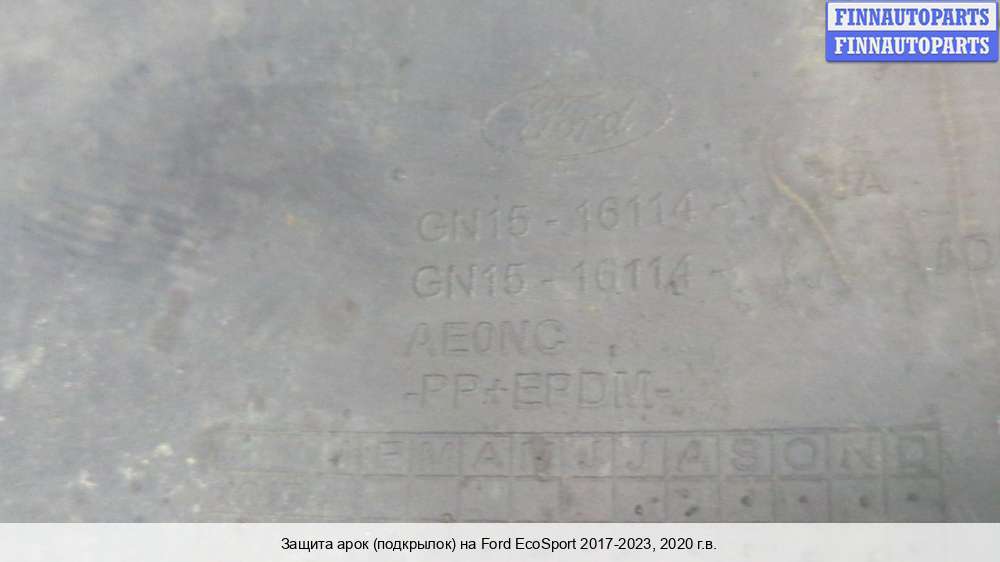 FINNAUTOPARTS
FINNAUTOPARTS
Ford
GN15-16114-
GN15-16114- AD
AE0NC
-PP+EPDM-
J F M A M J J A S O N D
Защита арок (подкрылок) на Ford EcoSport 2017-2023, 2020 г.в.